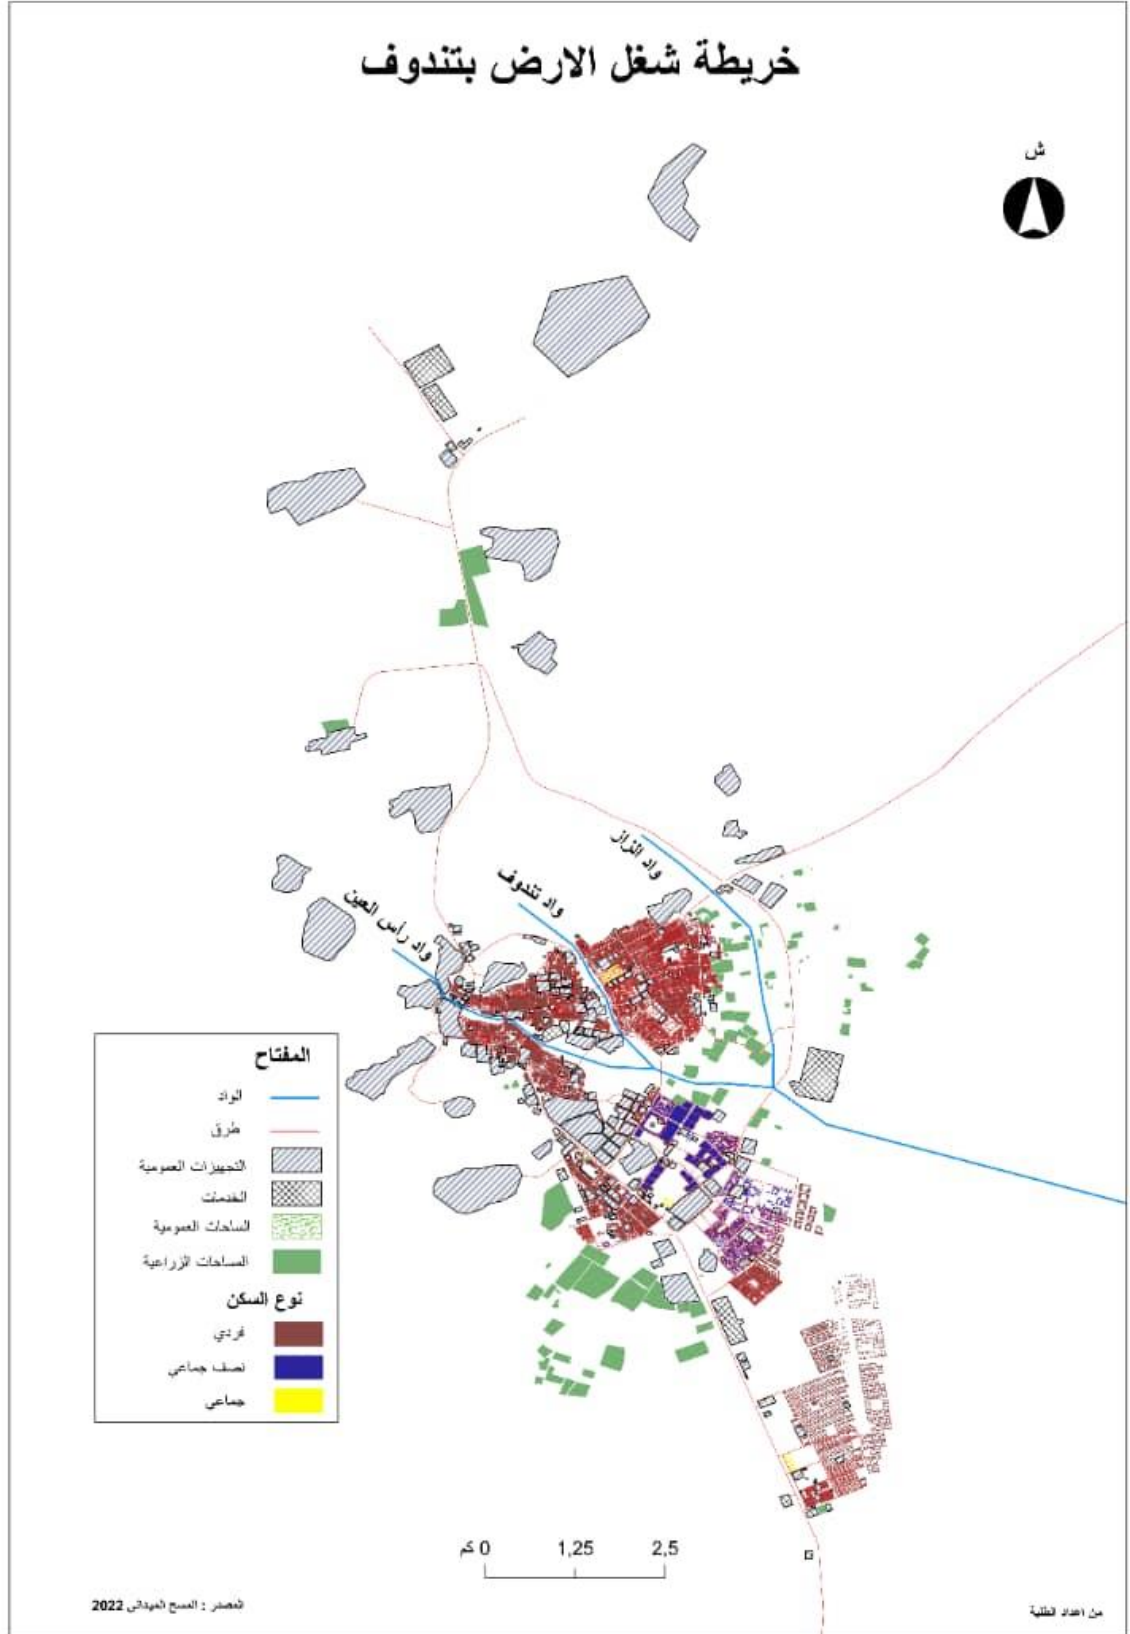 خريطة شغل الارض بتندوف
ش
واد الزاز
واد تندوف
واد رأس العين
المفتاح
الواد
طرق
التجهيزات العمومية
الخدمات
الساحات العمومية
المساحات الزراعية
نوع السكن
فردي
نصف جماعي
جماعي
0 كم 1,25 2,5
المصدر : المسح الميداني 2022
من اعداد الطلبة